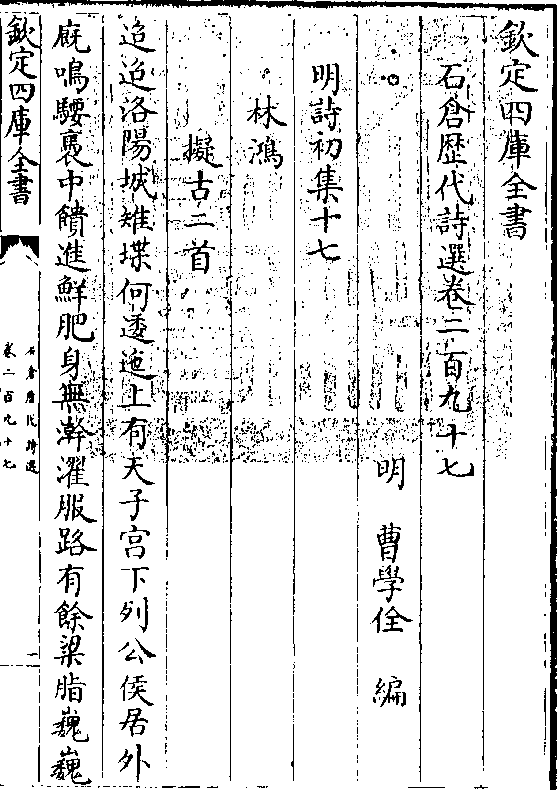 欽定四庫全書
石倉歴代詩選卷二百九十七
明 曹學佺 編
明詩初集十七
林鴻
擬古二首
迢迢洛陽城雉堞何逶迤上有天子宫下列公侯居外
廐鳴騕褭中饋進鮮肥身無澣濯服路有餘粱脂巍巍
欽定四庫全書
石倉歴代詩選
卷二百九十七
一